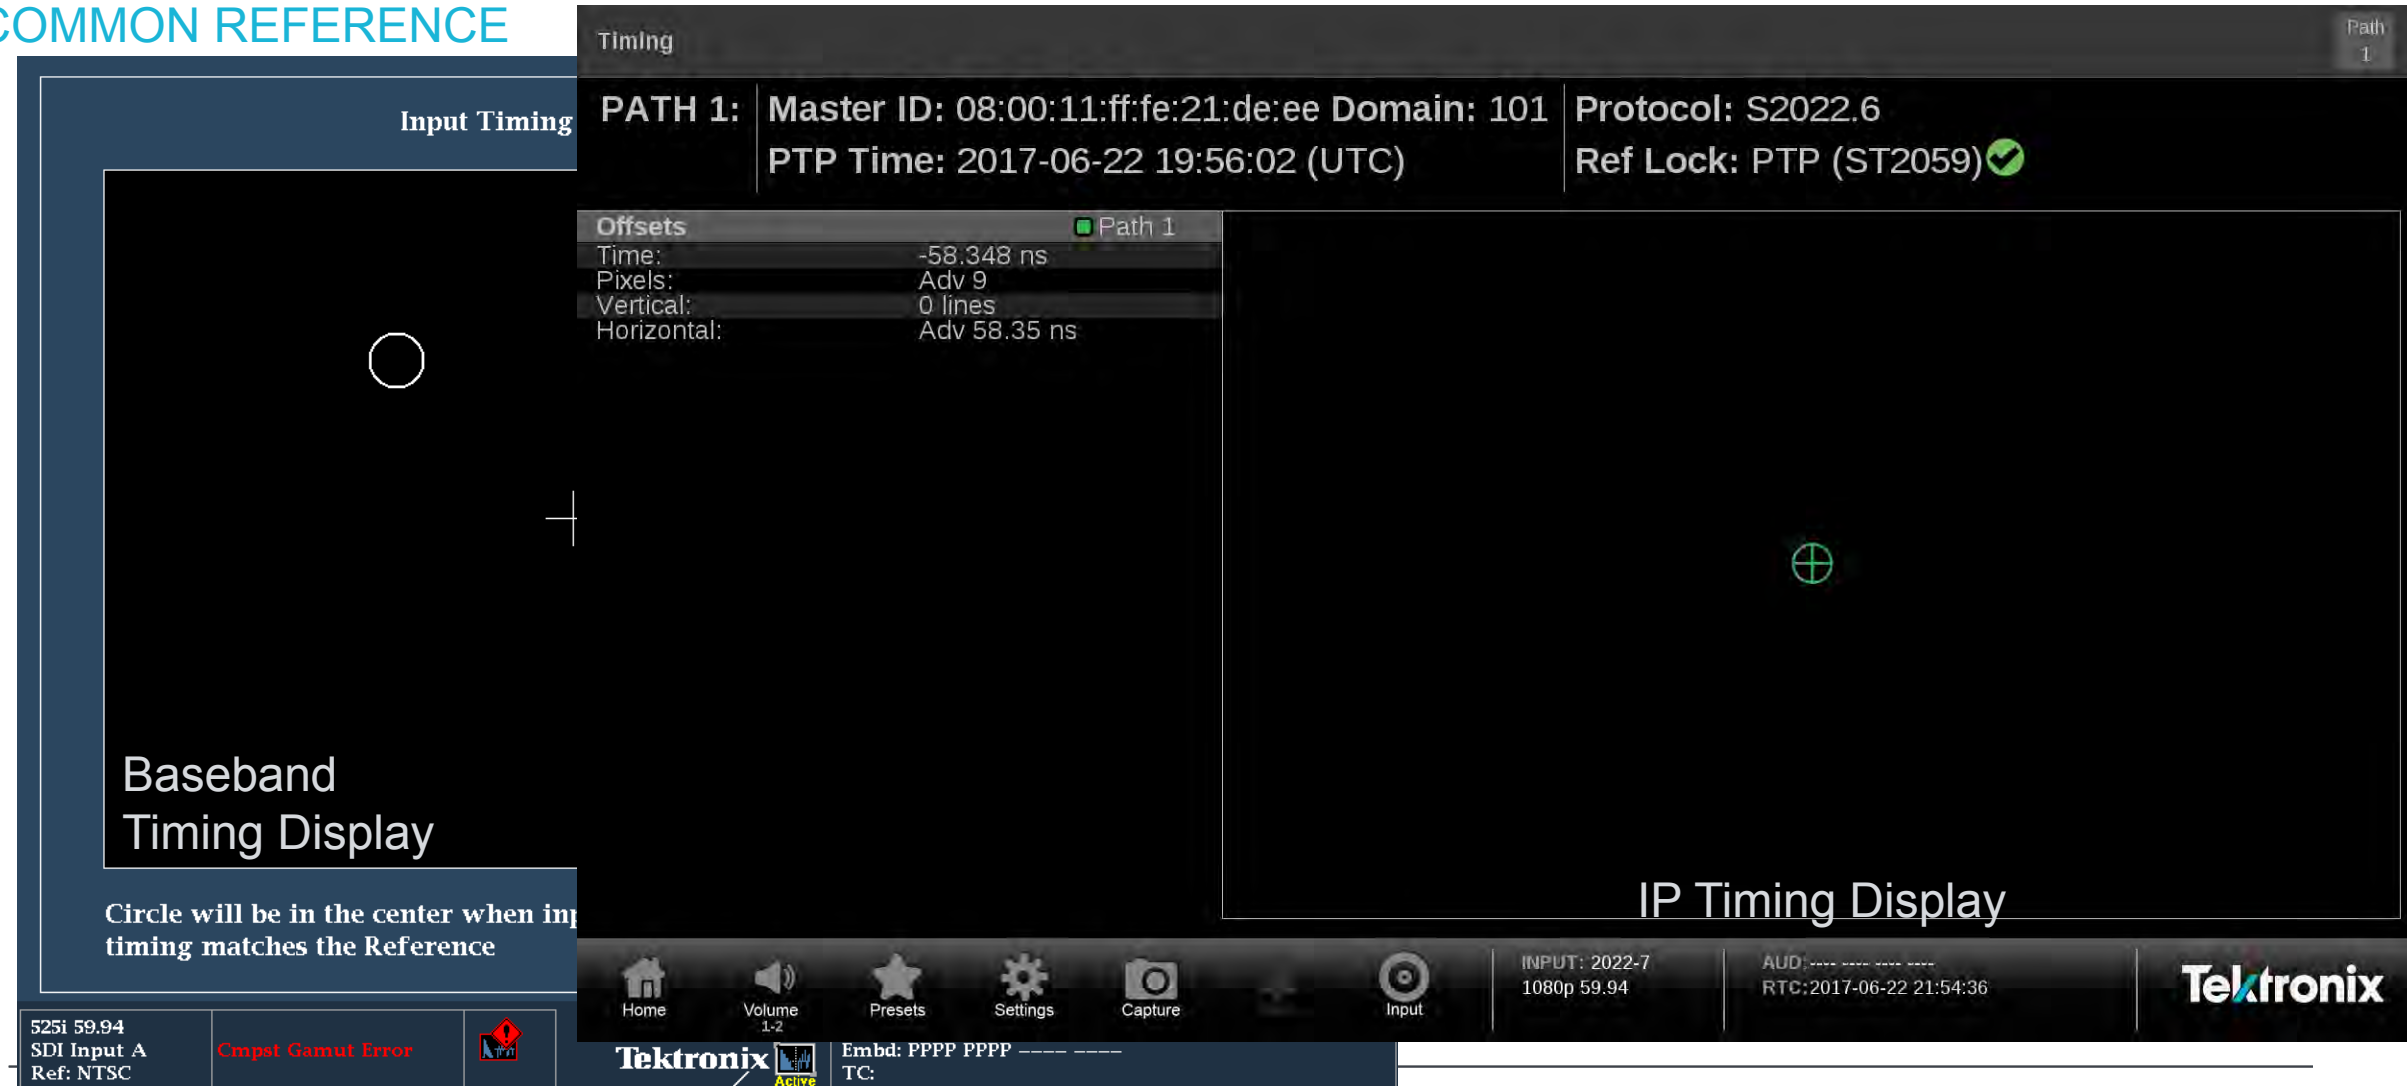 COMMON REFERENCE
Input Timing
Baseband
Timing Display
Circle will be in the center when inp
timing matches the Reference
525i 59.94
SDI Input A
Ref: NTSC
Cmpst Gamut Error
Tektronix
Active
Embd: PPPP PPPP ---- ----
TC:
Timing
Path
1
PATH 1:
Master ID: 08:00:11:ff:fe:21:de:ee Domain: 101
PTP Time: 2017-06-22 19:56:02 (UTC)
Protocol: S2022.6
Ref Lock: PTP (ST2059)
Offsets Path 1
Time: -58.348 ns
Pixels: Adv 9
Vertical: 0 lines
Horizontal: Adv 58.35 ns
IP Timing Display
Home
Volume
1-2
Presets
Settings
Capture
Input
INPUT: 2022-7
1080p 59.94
AUD:---- ---- ---- ----
RTC:2017-06-22 21:54:36
Tektronix